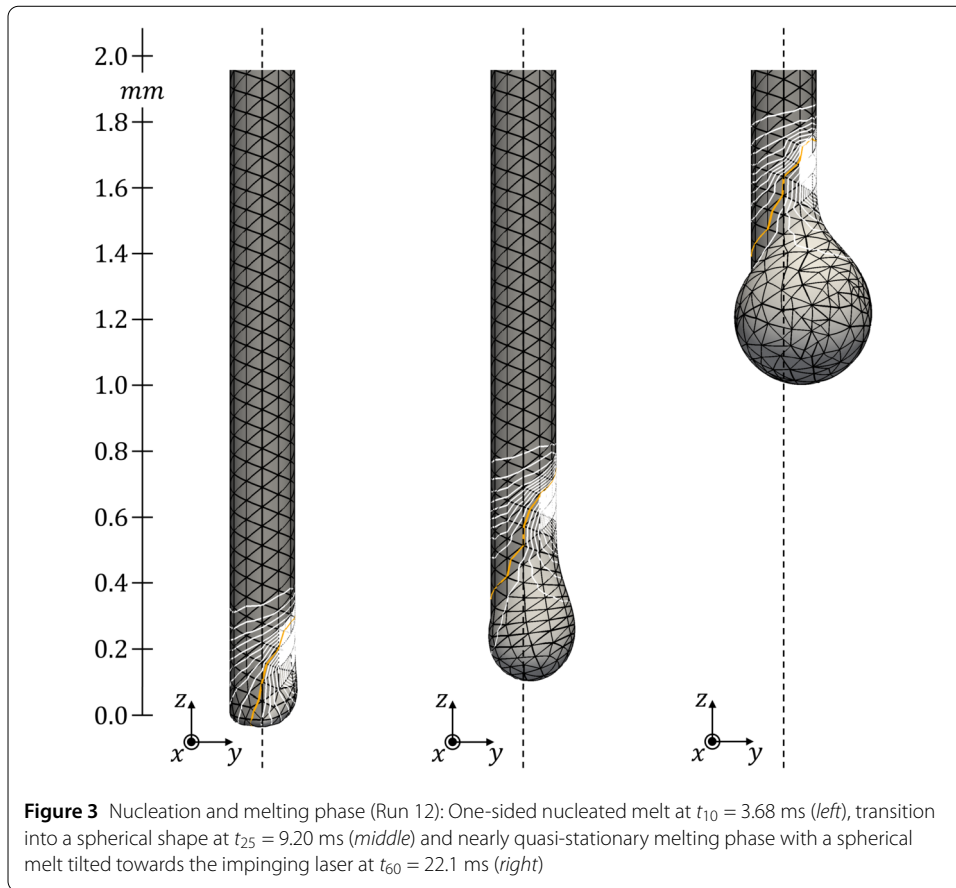 2.0
mm
1.8
1.6
1.4
1.2
1.0
0.8
0.6
0.4
0.2
0.0
z
x
y
z
x
y
z
x
y
Figure 3 Nucleation and melting phase (Run 12): One-sided nucleated melt at t10 = 3.68 ms (left), transition
into a spherical shape at t25 = 9.20 ms (middle) and nearly quasi-stationary melting phase with a spherical
melt tilted towards the impinging laser at t60 = 22.1 ms (right)